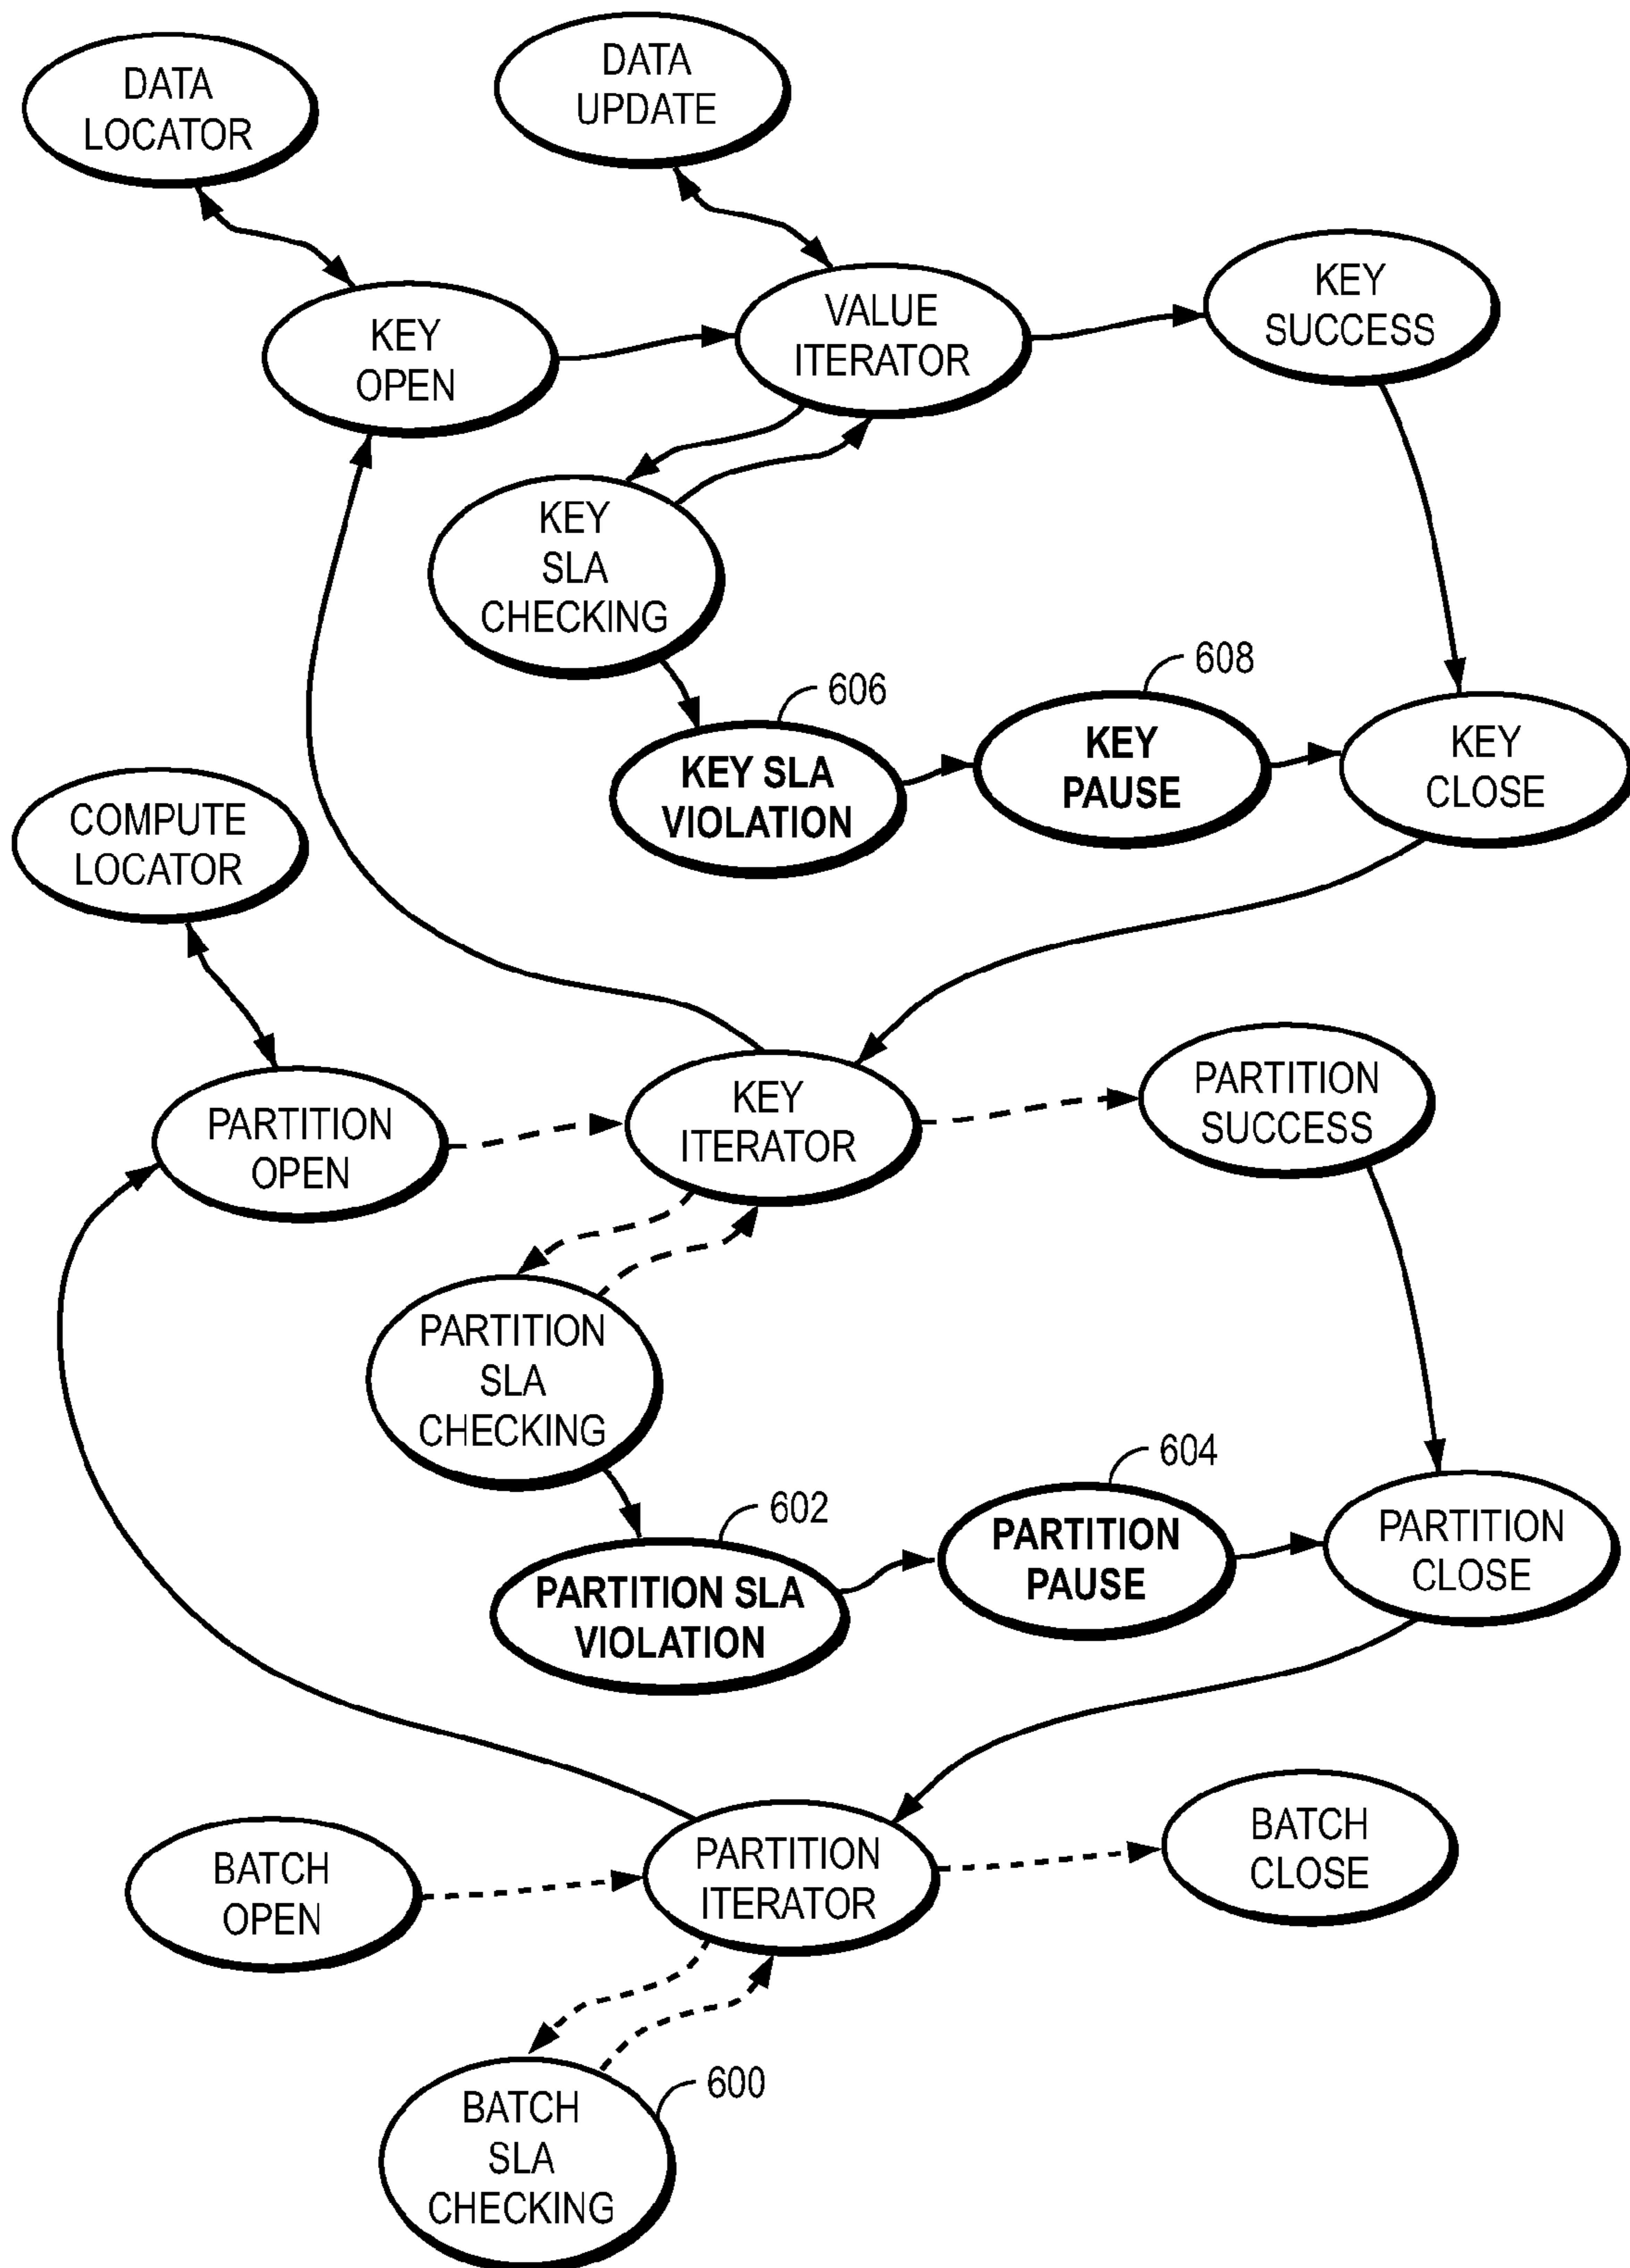 DATA
LOCATOR
DATA
UPDATE
KEY
OPEN
VALUE
ITERATOR
KEY
SUCCESS
KEY
SLA
CHECKING
606
KEY SLA
VIOLATION
608
KEY
PAUSE
KEY
CLOSE
COMPUTE
LOCATOR
PARTITION
OPEN
KEY
ITERATOR
PARTITION
SUCCESS
PARTITION
SLA
CHECKING
602
PARTITION SLA
VIOLATION
604
PARTITION
PAUSE
PARTITION
CLOSE
BATCH
OPEN
PARTITION
ITERATOR
BATCH
CLOSE
600
BATCH
SLA
CHECKING